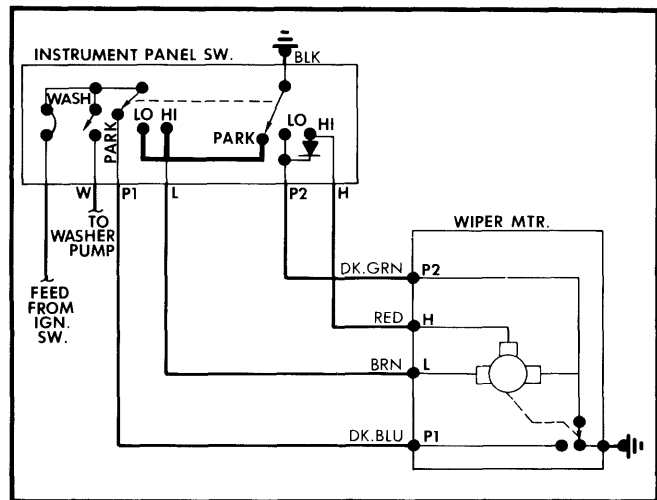 INSTRUMENT PANEL SW.
BLK
WASH
PARK
LO HI
PARK
LO
HI
W P1 L P2 H
TO
WASHER
PUMP
FEED
FROM
IGN.
SW.
WIPER MTR.
DK.GRN P2
RED H
BRN L
DK.BLU P1